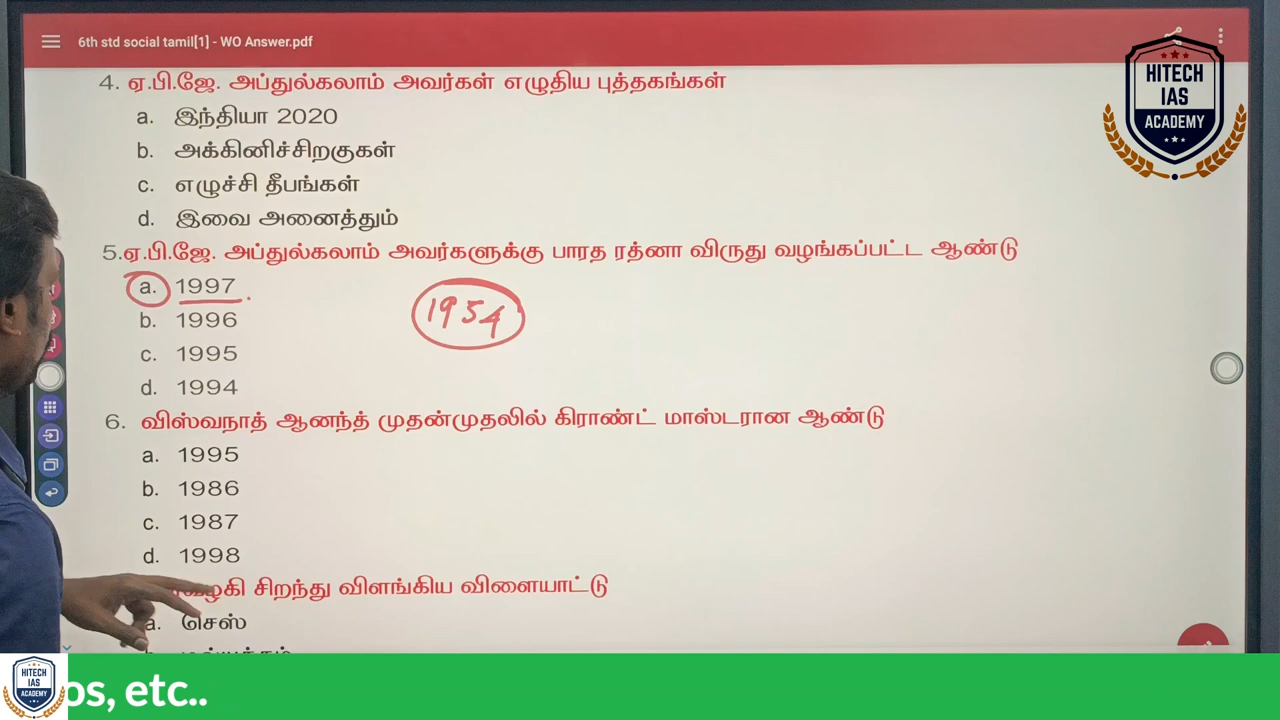 6th std social tamil[1] - WO Answer.pdf
HITECH
IAS
ACADEMY
4. ஏ.பி.ஜே. அப்துல்கலாம் அவர்கள் எழுதிய புத்தகங்கள்
a. இந்தியா 2020
b. அக்கினிச்சிறகுகள்
c. எழுச்சி தீபங்கள்
d. இவை அனைத்தும்
5.ஏ.பி.ஜே. அப்துல்கலாம் அவர்களுக்கு பாரத ரத்னா விருது வழங்கப்பட்ட ஆண்டு
a. 1997
1954
b. 1996
c. 1995
d. 1994
6. விஸ்வநாத் ஆனந்த் முதன்முதலில் கிராண்ட் மாஸ்டரான ஆண்டு
a. 1995
b. 1986
c. 1987
d. 1998
சிறந்து விளங்கிய விளையாட்டு
a. செஸ்
HITECH
IAS
ACADEMY
os, etc..